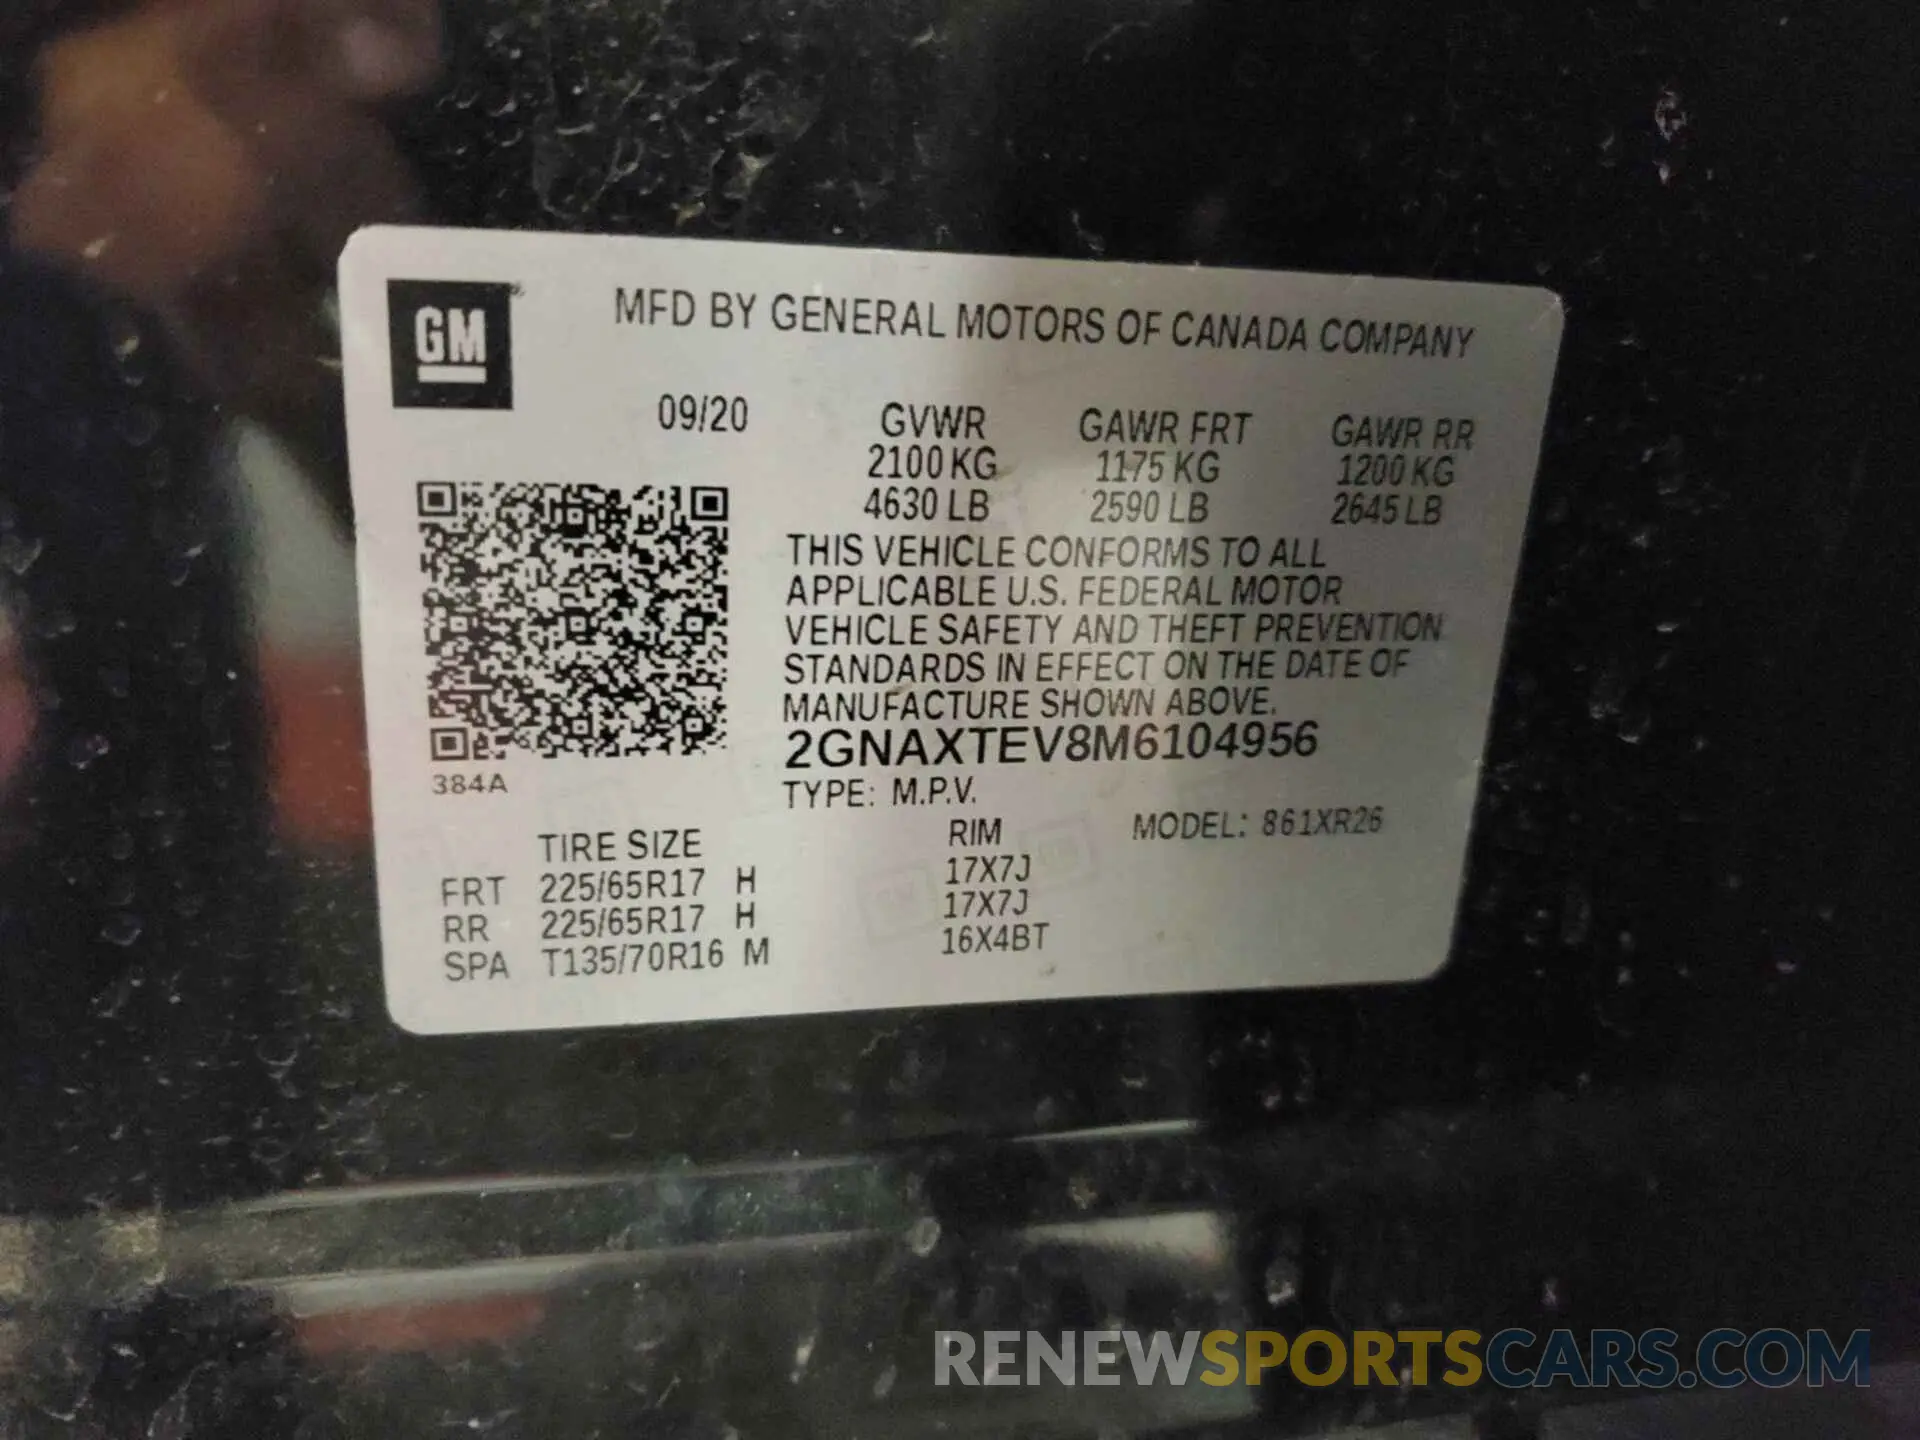 GM
MFD BY GENERAL MOTORS OF CANADA COMPANY
09/20 GVWR GAWR FRT GAWR RR
2100 KG 1175 KG 1200 KG
4630 LB 2590 LB 2645 LB
THIS VEHICLE CONFORMS TO ALL
APPLICABLE U.S. FEDERAL MOTOR
VEHICLE SAFETY AND THEFT PREVENTION
STANDARDS IN EFFECT ON THE DATE OF
MANUFACTURE SHOWN ABOVE.
2GNAXTEV8M6104956
384A
TYPE: M.P.V.
TIRE SIZE RIM MODEL: 861XR26
FRT 225/65R17 H 17X7J
RR 225/65R17 H 17X7J
SPA T135/70R16 M 16X4BT
RENEWSPORTSCARS.COM